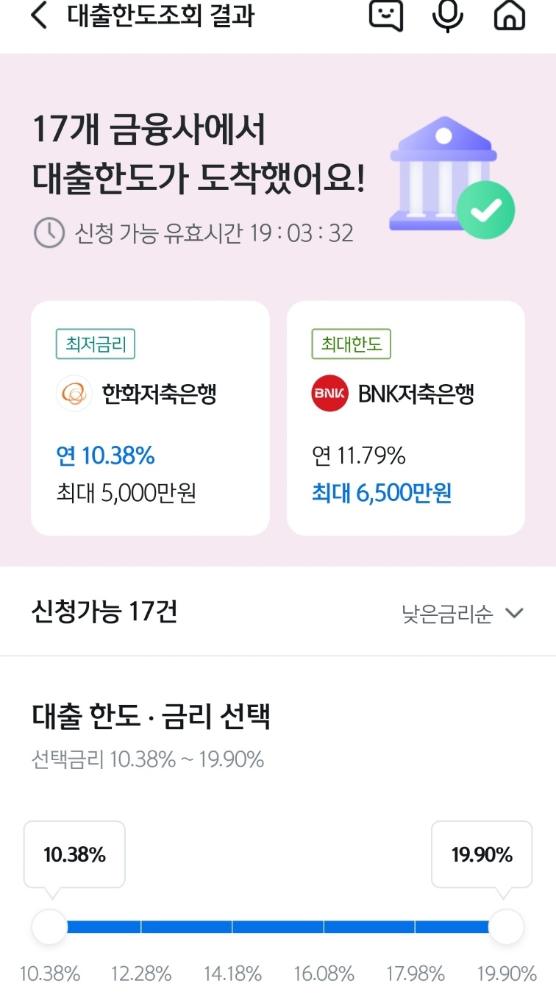 대출한도조회 결과
17개 금융사에서
대출한도가 도착했어요!
신청 가능 유효시간 19 : 03 : 32
최저금리
한화저축은행
연 10.38%
최대 5,000만원
최대한도
BNK BNK저축은행
연 11.79%
최대 6,500만원
신청가능 17건
낮은금리순
대출 한도 · 금리 선택
선택금리 10.38% ~ 19.90%
10.38%
19.90%
10.38% 12.28% 14.18% 16.08% 17.98% 19.90%